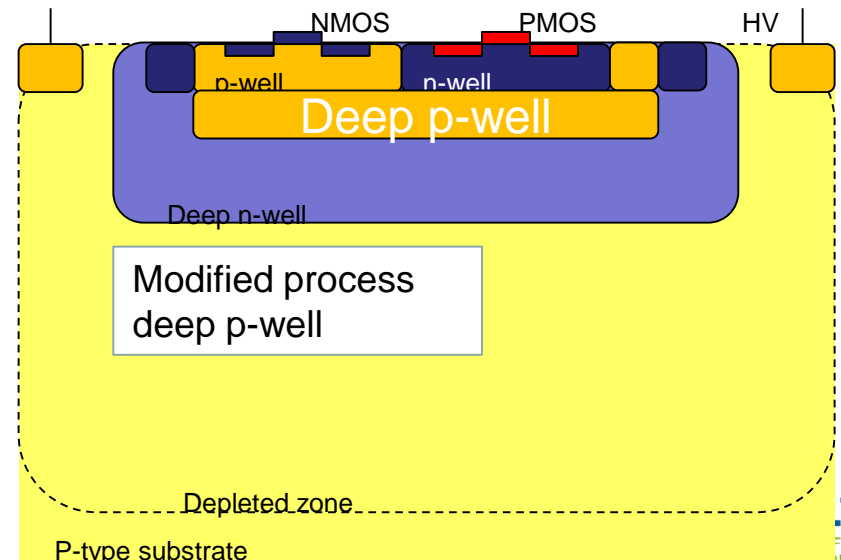 NMOS PMOS HV
p-well n-well
Deep p-well
Deep n-well
Modified process
deep p-well
Depleted zone
P-type substrate